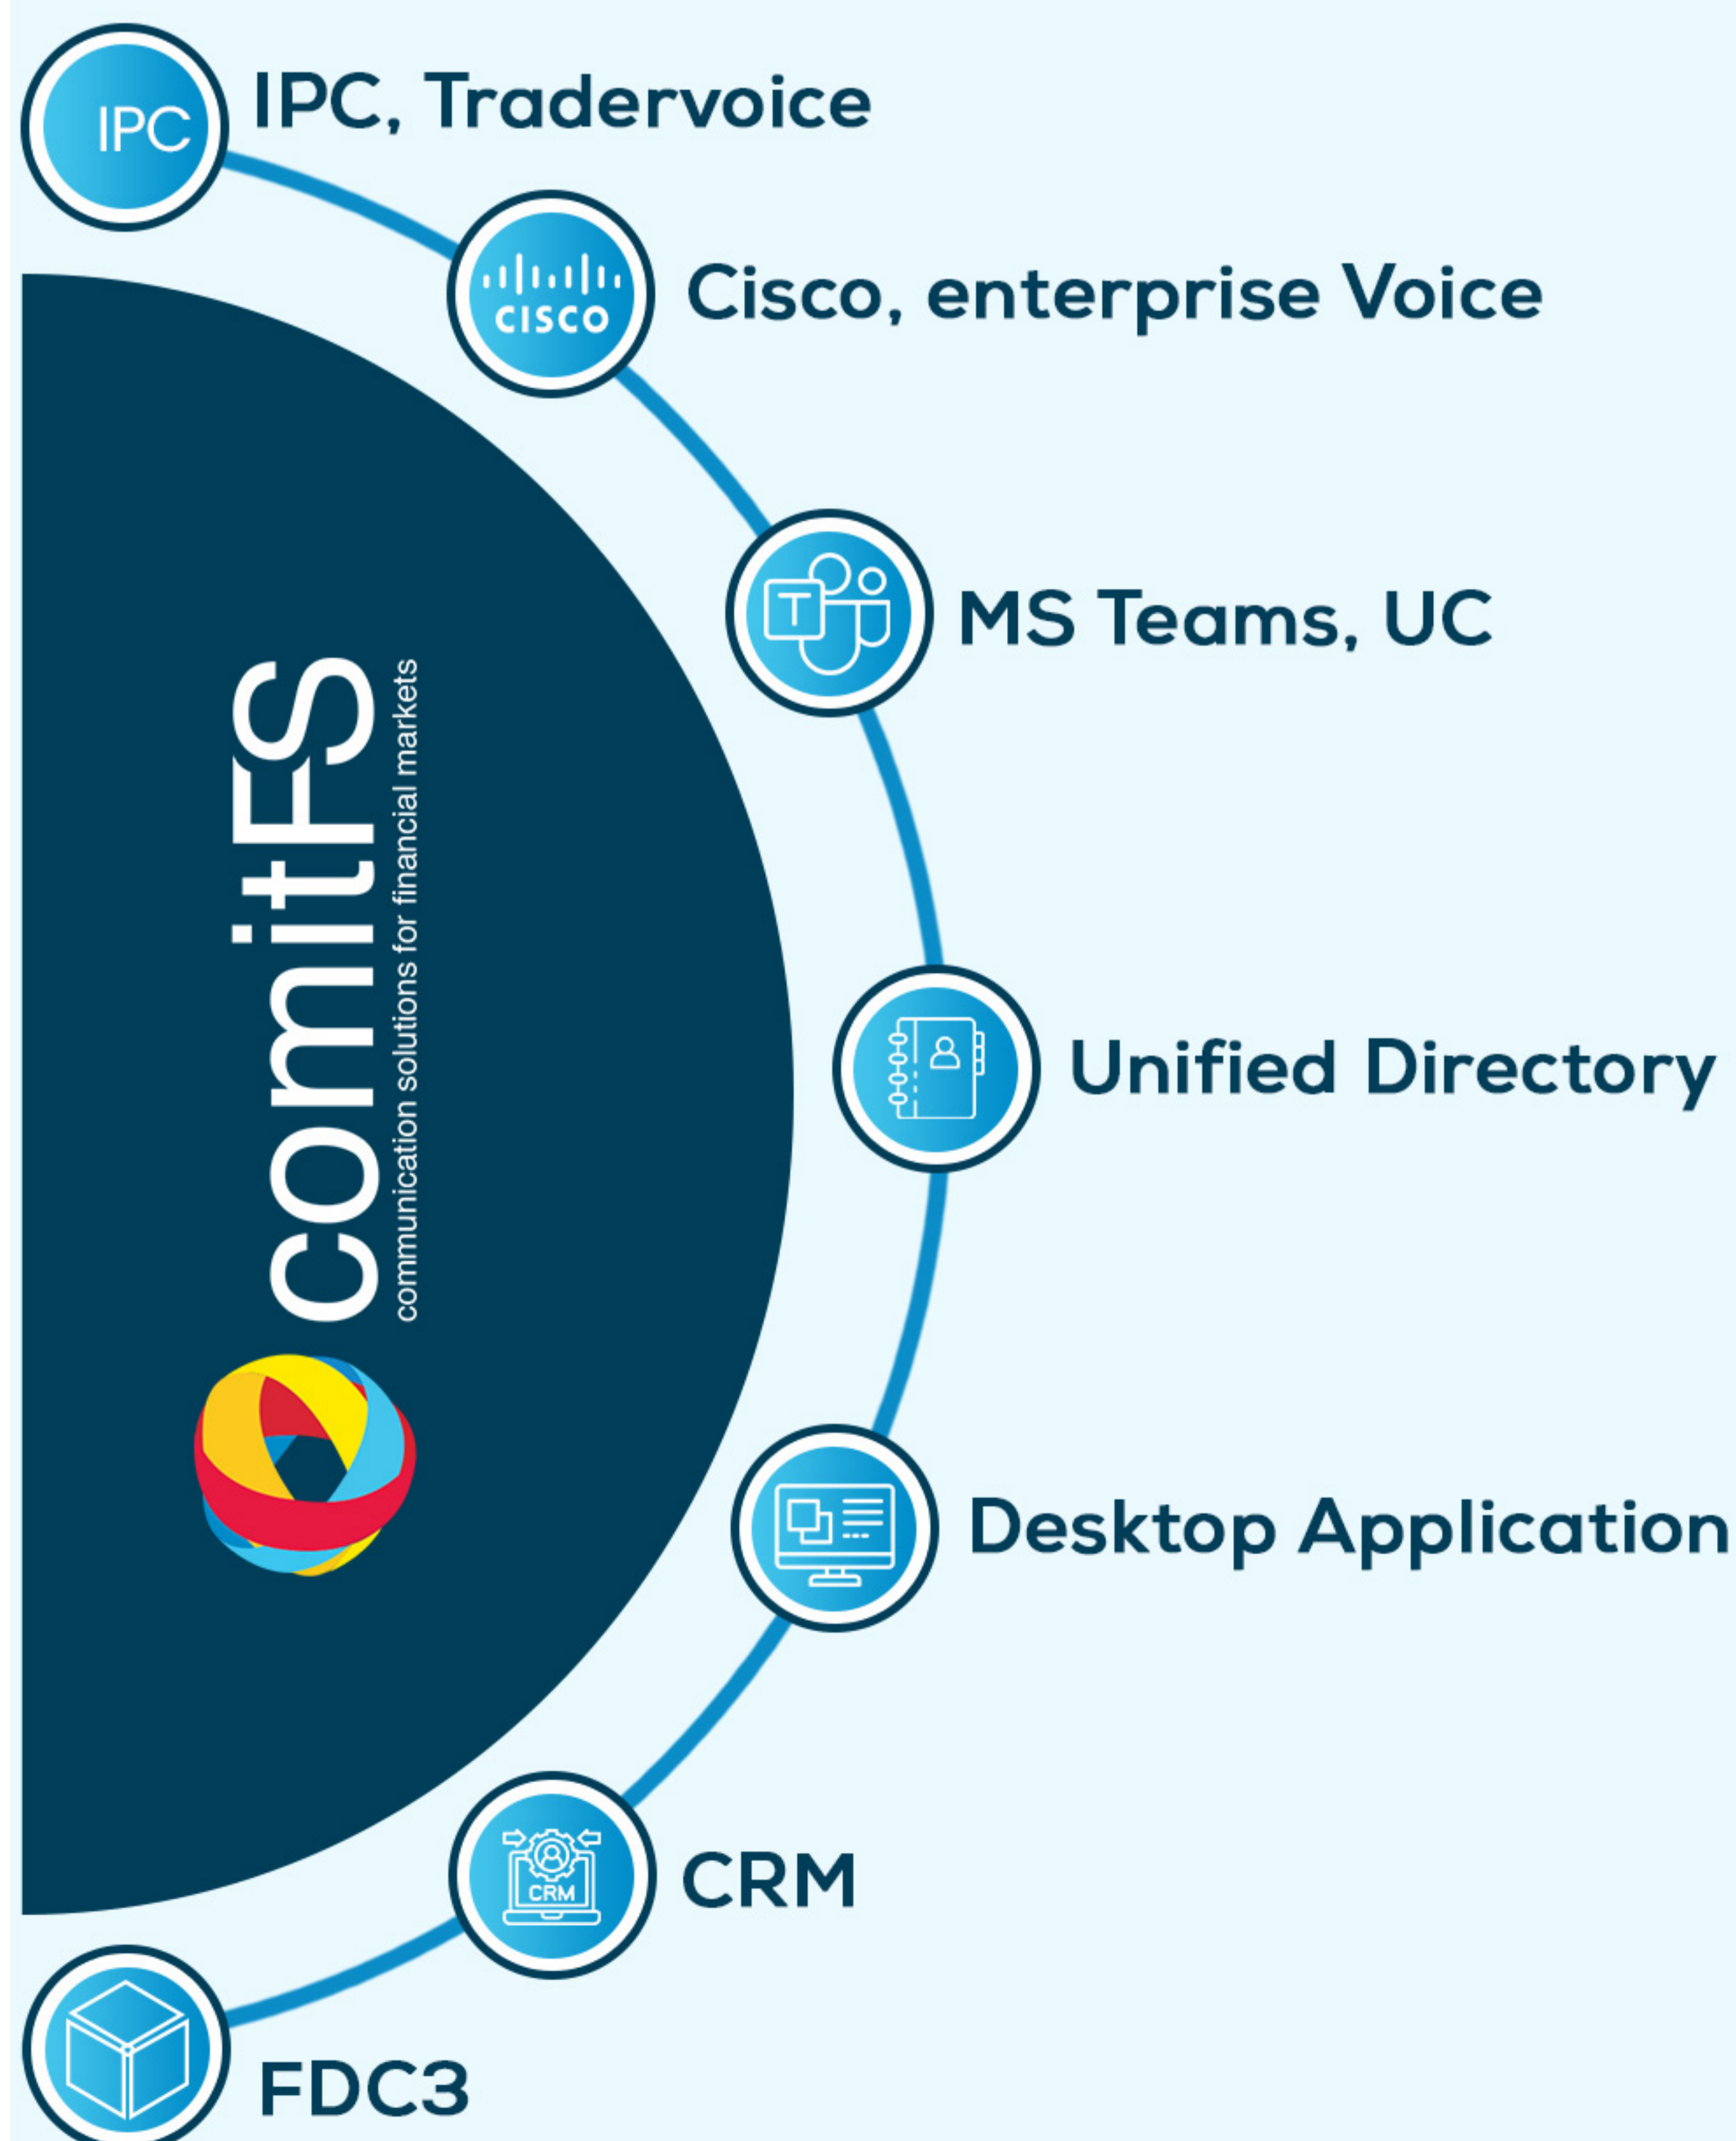 IPC
IPC, Tradervoice
CISCO
Cisco, enterprise Voice
T
MS Teams, UC
comitFS
communication solutions for financial markets
Unified Directory
Desktop Application
CRM
CRM
FDC3